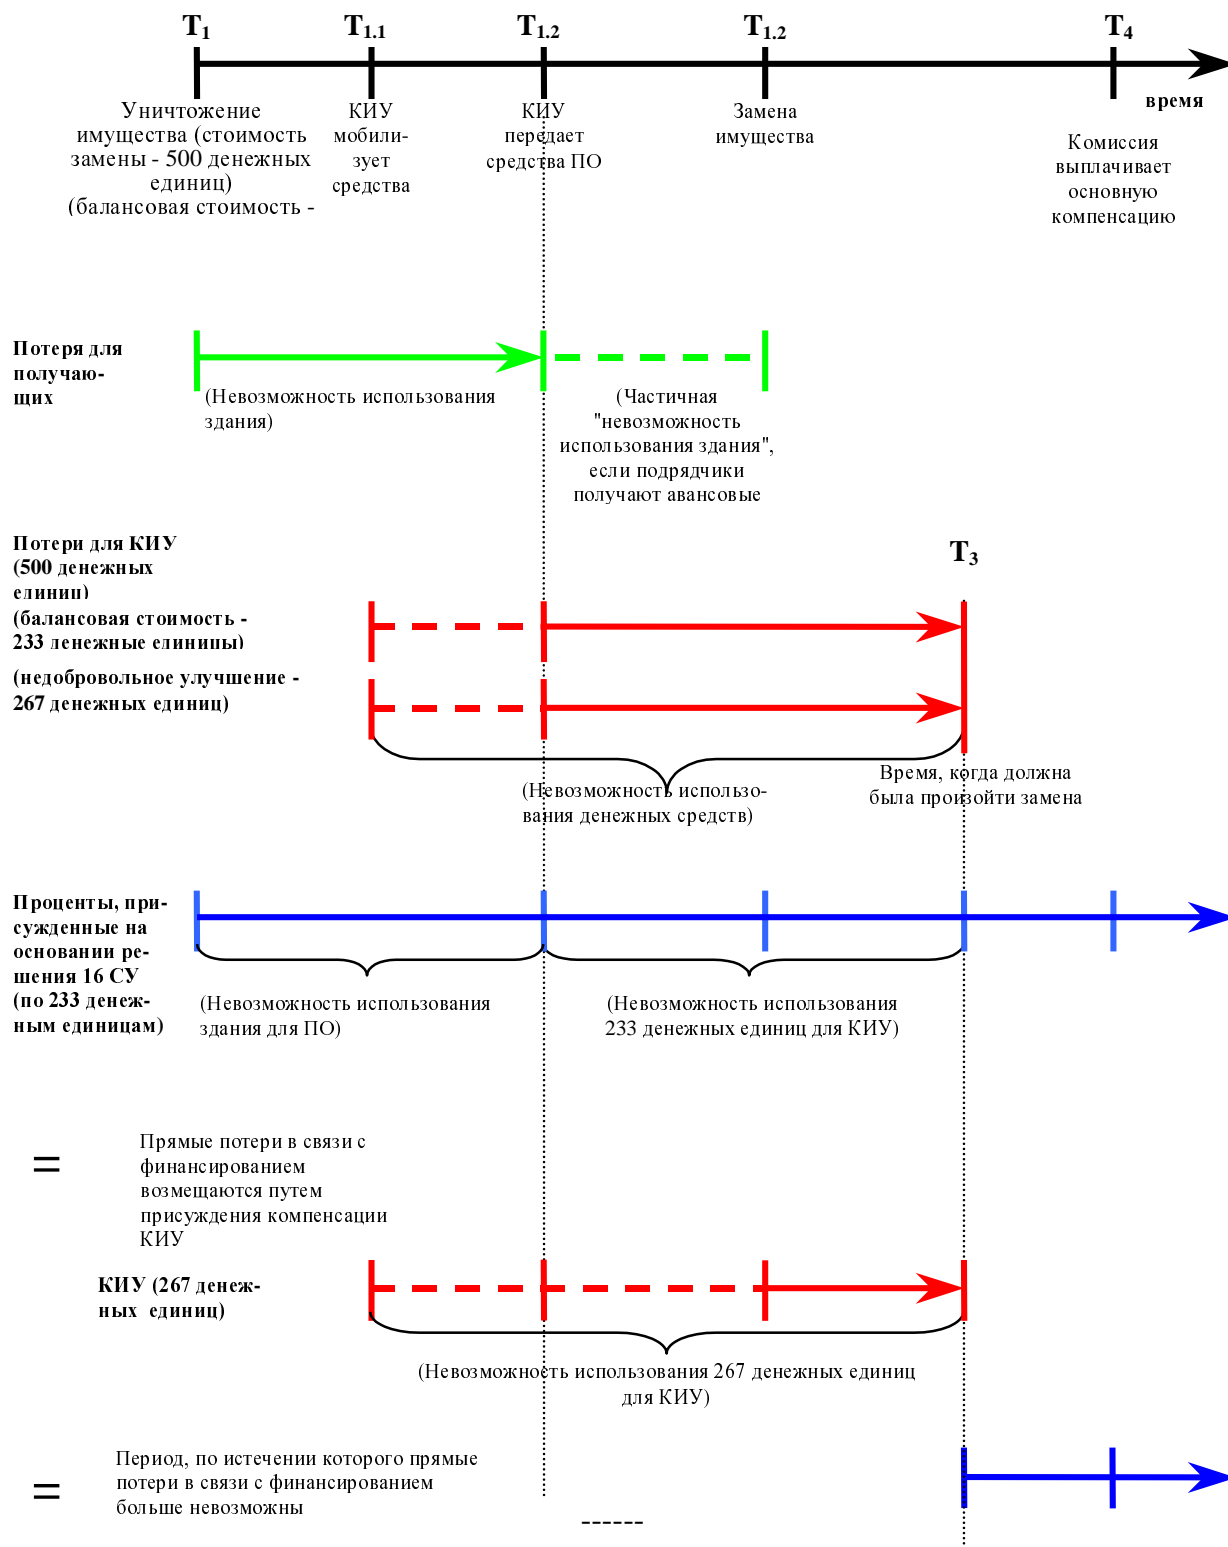 T1 T1.1 T1.2 T1.2 T4
время
Уничтожение
имущества (стоимость
замены - 500 денежных
единиц)
(балансовая стоимость -
КИУ
мобили-
зует
средства
КИУ
передает
средства ПО
Замена
имущества
Комиссия
выплачивает
основную
компенсацию
Потеря для
получаю-
щих
(Невозможность использования
здания)
(Частичная
"невозможность
использования здания",
если подрядчики
получают авансовые
Потери для КИУ
(500 денежных
единиц)
(балансовая стоимость -
233 денежные единицы)
(недобровольное улучшение -
267 денежных единиц)
T3
(Невозможность использо-
вания денежных средств)
Время, когда должна
была произойти замена
Проценты, при-
сужденные на
основании ре-
шения 16 СУ
(по 233 денеж-
ным единицам)
(Невозможность использования
здания для ПО)
(Невозможность использования
233 денежных единиц для КИУ)
=
Прямые потери в связи с
финансированием
возмещаются путем
присуждения компенсации
КИУ
КИУ (267 денеж-
ных единиц)
(Невозможность использования 267 денежных единиц
для КИУ)
=
Период, по истечении которого прямые
потери в связи с финансированием
больше невозможны
------